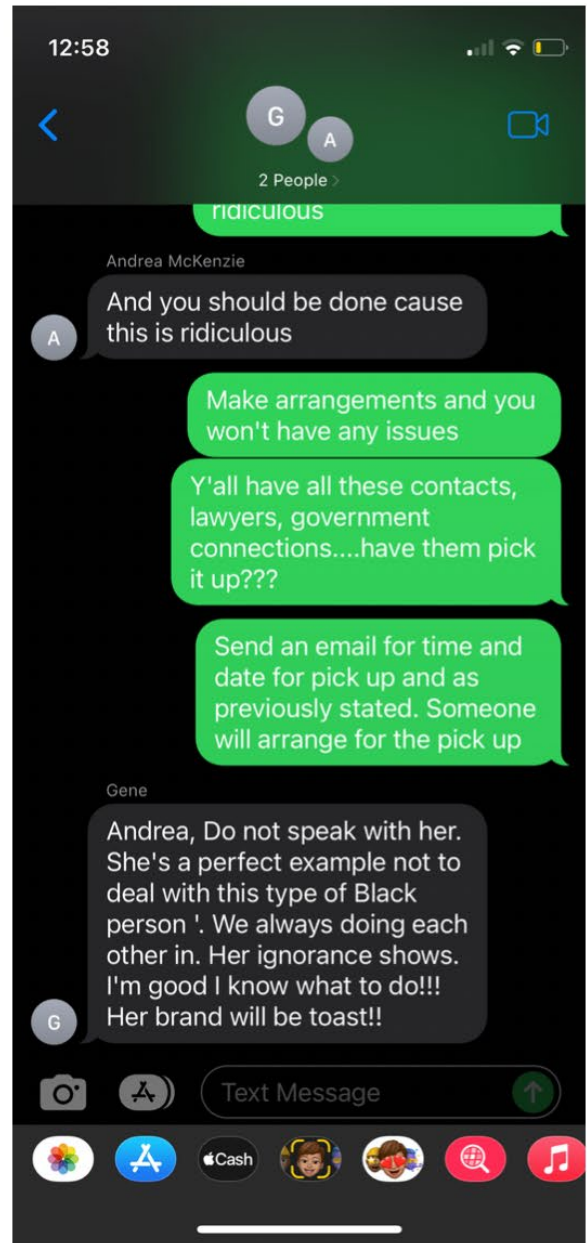 12:58
G
A
2 People >
ridiculous
Andrea McKenzie
And you should be done cause
this is ridiculous
A
Make arrangements and you
won't have any issues
Y'all have all these contacts,
lawyers, government
connections....have them pick
it up???
Send an email for time and
date for pick up and as
previously stated. Someone
will arrange for the pick up
Gene
Andrea, Do not speak with her.
She's a perfect example not to
deal with this type of Black
person '. We always doing each
other in. Her ignorance shows.
I'm good I know what to do!!!
Her brand will be toast!!
G
Text Message
Cash